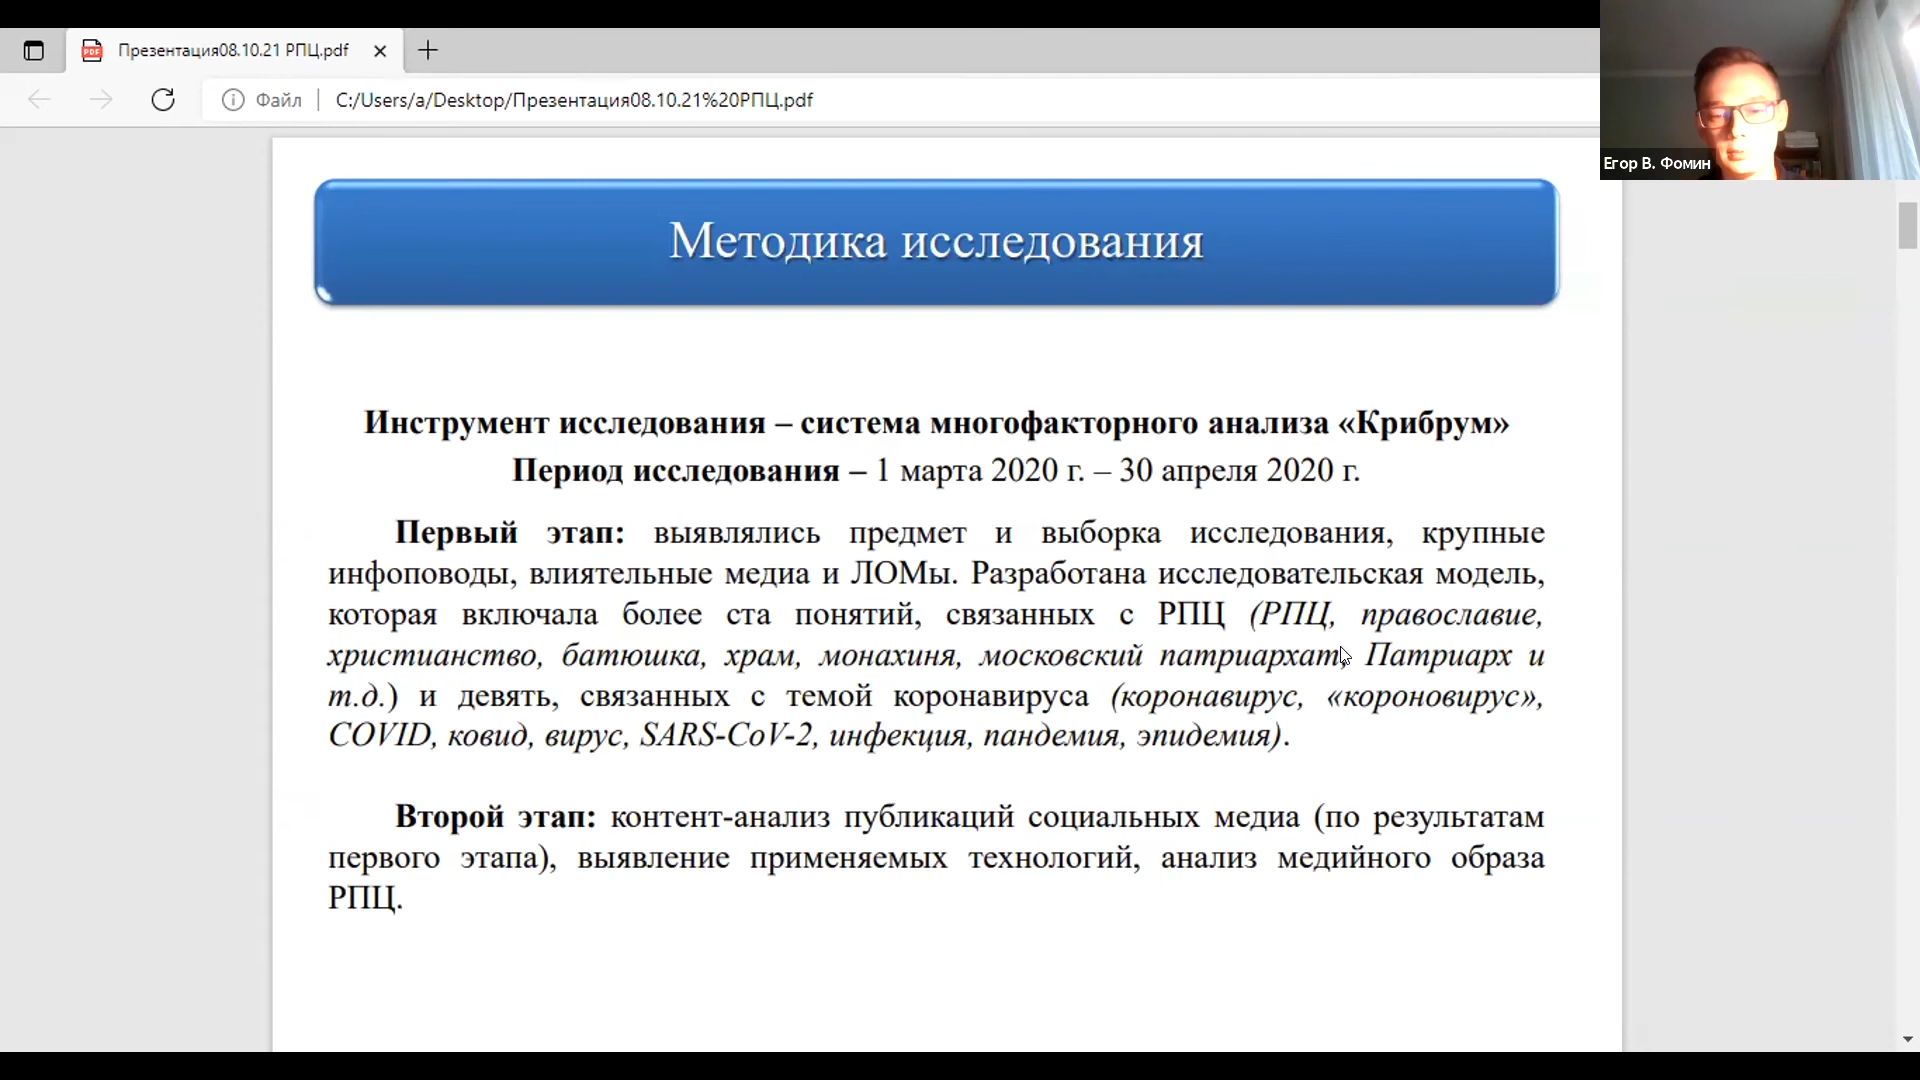 Презентация08.10.21 РПЦ.pdf
Файл
C:/Users/a/Desktop/Презентация08.10.21%20РПЦ.pdf
Егор В. Фомин
Методика исследования
Инструмент исследования – система многофакторного анализа «Крибрум»
Период исследования – 1 марта 2020 г. – 30 апреля 2020 г.
Первый этап: выявлялись предмет и выборка исследования, крупные
инфоповоды, влиятельные медиа и ЛОМы. Разработана исследовательская модель,
которая включала более ста понятий, связанных с РПЦ (РПЦ, православие,
христианство, батюшка, храм, монахиня, московский патриархат, Патриарх и
т.д.) и девять, связанных с темой коронавируса (коронавирус, «короновирус»,
COVID, ковид, вирус, SARS-CoV-2, инфекция, пандемия, эпидемия).
Второй этап: контент-анализ публикаций социальных медиа (по результатам
первого этапа), выявление применяемых технологий, анализ медийного образа
РПЦ.